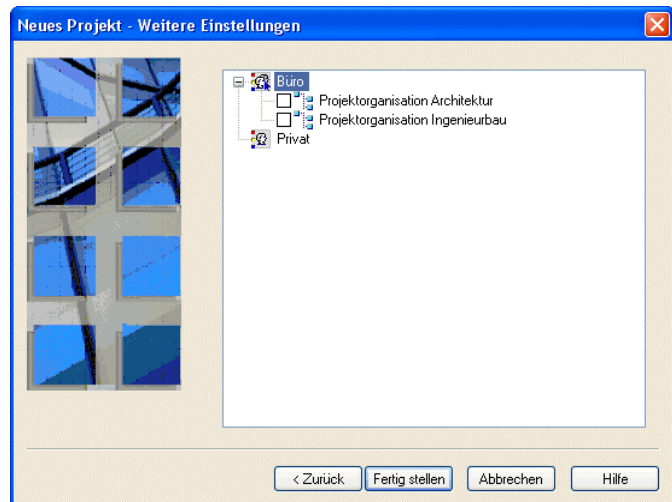 Neues Projekt - Weitere Einstellungen
Büro
Projektorganisation Architektur
Projektorganisation Ingenieurbau
Privat
< Zurück Fertig stellen Abbrechen Hilfe